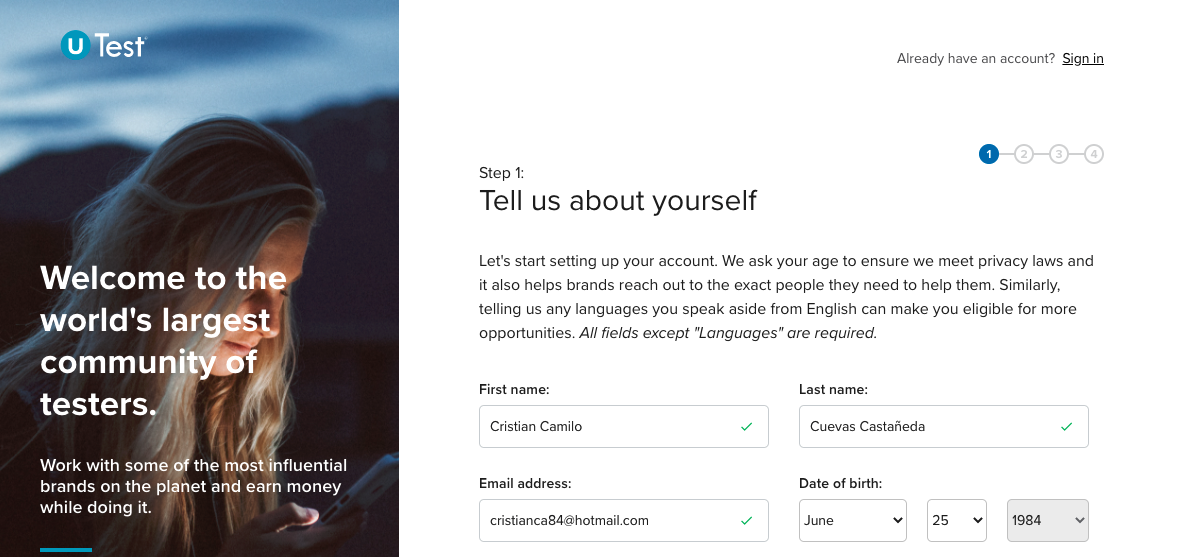 U Test
Welcome to the
world's largest
community of
testers.
Work with some of the most influential
brands on the planet and earn money
while doing it.
Already have an account? Sign in
1 2 3 4
Step 1:
Tell us about yourself
Let's start setting up your account. We ask your age to ensure we meet privacy laws and
it also helps brands reach out to the exact people they need to help them. Similarly,
telling us any languages you speak aside from English can make you eligible for more
opportunities. All fields except "Languages" are required.
First name: Last name:
Cristian Camilo Cuevas Castañeda
Email address: Date of birth:
cristianca84@hotmail.com June 25 1984